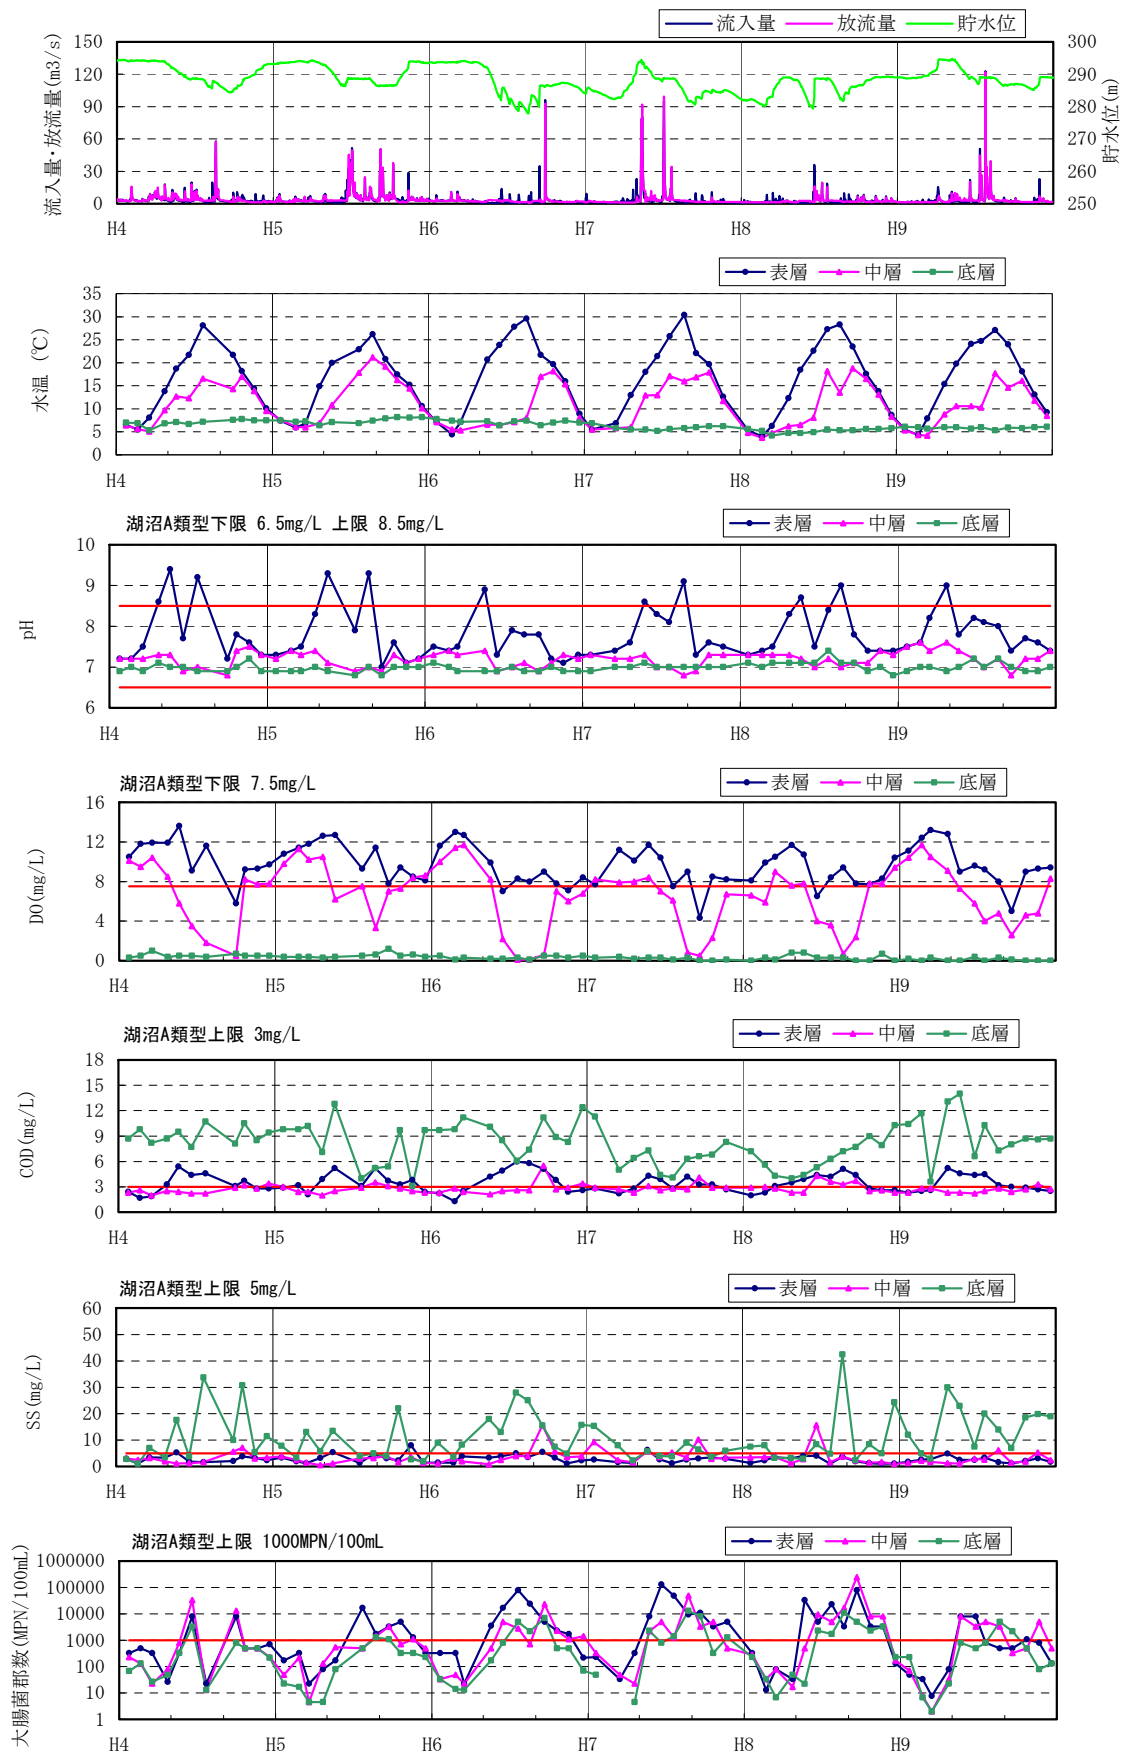 流入量 放流量 貯水位
流入量・放流量(m3/s)
150
120
90
60
30
0
300
290
280
270
260
250
貯水位(m)
H4 H5 H6 H7 H8 H9
表層 中層 底層
水温 (℃)
35
30
25
20
15
10
5
0
H4 H5 H6 H7 H8 H9
湖沼A類型下限 6.5mg/L 上限 8.5mg/L
表層 中層 底層
pH
10
9
8
7
6
H4 H5 H6 H7 H8 H9
湖沼A類型下限 7.5mg/L
表層 中層 底層
DO(mg/L)
16
12
8
4
0
H4 H5 H6 H7 H8 H9
湖沼A類型上限 3mg/L
表層 中層 底層
COD(mg/L)
18
15
12
9
6
3
0
H4 H5 H6 H7 H8 H9
湖沼A類型上限 5mg/L
表層 中層 底層
SS(mg/L)
60
50
40
30
20
10
0
H4 H5 H6 H7 H8 H9
湖沼A類型上限 1000MPN/100mL
表層 中層 底層
大腸菌郡数(MPN/100mL)
1000000
100000
10000
1000
100
10
1
H4 H5 H6 H7 H8 H9